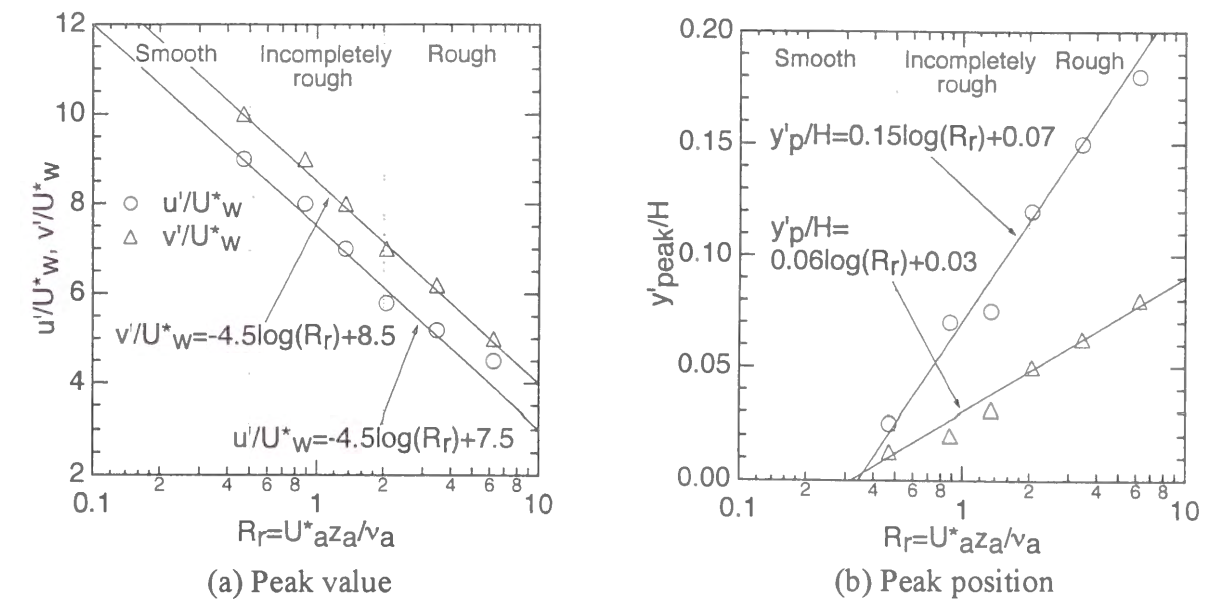 12
10
8
6
4
2
u'/U*w, v'/U*w
Smooth
Incompletely
rough
Rough
○ u'/U*w
△ v'/U*w
v'/U*w=-4.5log(Rr)+8.5
u'/U*w=-4.5log(Rr)+7.5
0.1 2 4 6 8 1 2 4 6 8 10
Rr=U*aza/νa
(a) Peak value
0.20
0.15
0.10
0.05
0.00
y'peak/H
Smooth
Incompletely
rough
Rough
y'p/H=0.15log(Rr)+0.07
y'p/H=
0.06log(Rr)+0.03
0.1 2 4 6 8 1 2 4 6 8 10
Rr=U*aza/νa
(b) Peak position